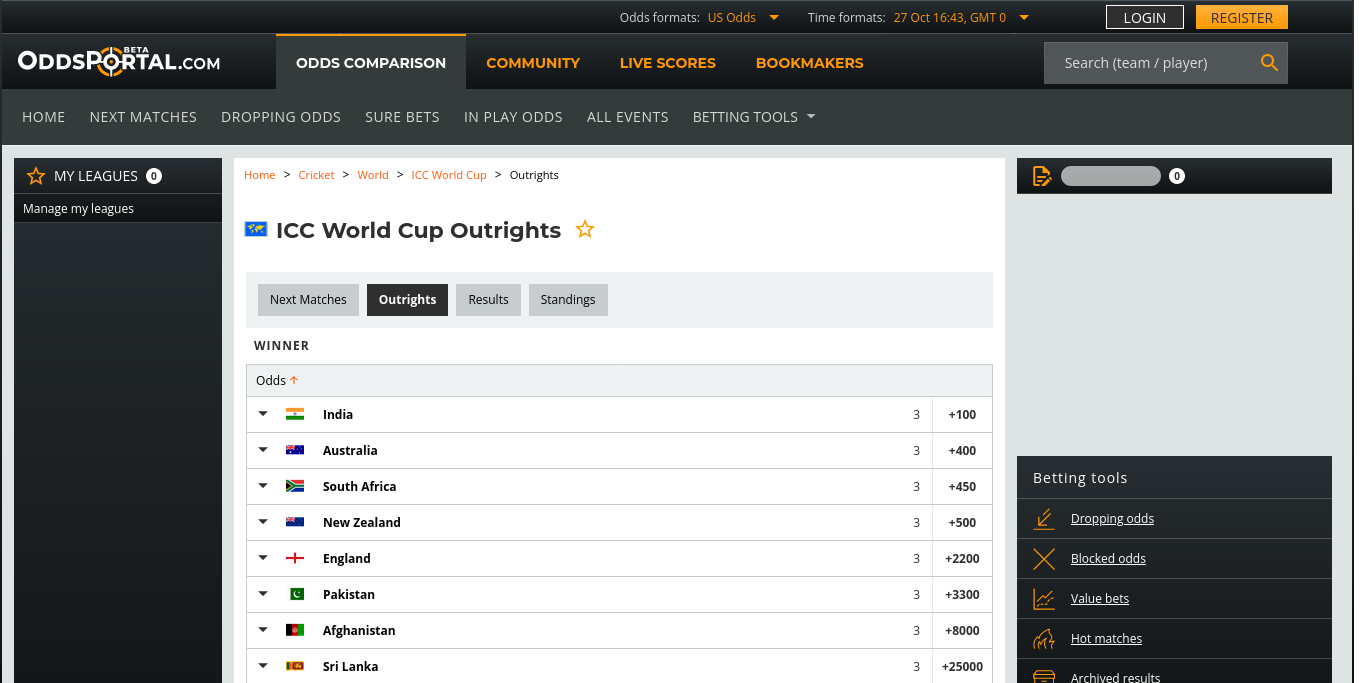 Odds formats: US Odds Time formats: 27 Oct 16:43, GMT 0 LOGIN REGISTER
ODDSPORTAL.COM BETA ODDS COMPARISON COMMUNITY LIVE SCORES BOOKMAKERS Search (team / player)
HOME NEXT MATCHES DROPPING ODDS SURE BETS IN PLAY ODDS ALL EVENTS BETTING TOOLS
MY LEAGUES 0
Manage my leagues
Home > Cricket > World > ICC World Cup > Outrights
0
ICC World Cup Outrights
Next Matches Outrights Results Standings
WINNER
Odds
India 3 +100
Australia 3 +400
South Africa 3 +450
New Zealand 3 +500
England 3 +2200
Pakistan 3 +3300
Afghanistan 3 +8000
Sri Lanka 3 +25000
Betting tools
Dropping odds
Blocked odds
Value bets
Hot matches
Archived results